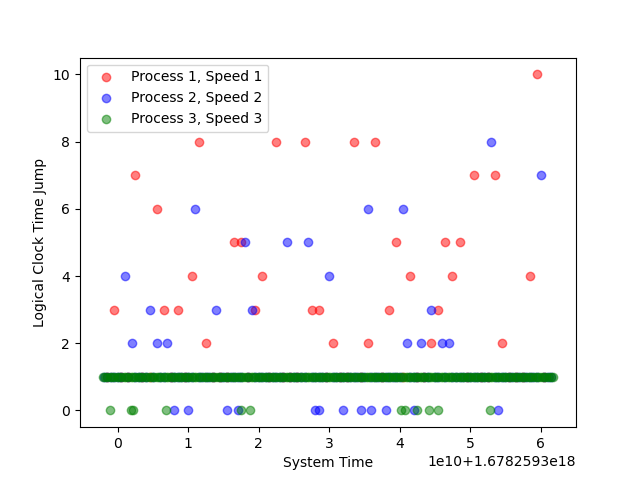 10
8
6
4
2
0
Logical Clock Time Jump
Process 1, Speed 1
Process 2, Speed 2
Process 3, Speed 3
0 1 2 3 4 5 6
System Time
1e10+1.6782593e18